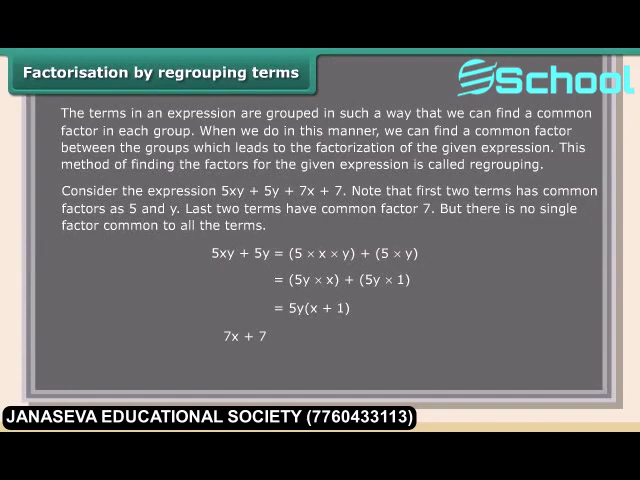 Factorisation by regrouping terms
School
The terms in an expression are grouped in such a way that we can find a common
factor in each group. When we do in this manner, we can find a common factor
between the groups which leads to the factorization of the given expression. This
method of finding the factors for the given expression is called regrouping.
Consider the expression 5xy + 5y + 7x + 7. Note that first two terms has common
factors as 5 and y. Last two terms have common factor 7. But there is no single
factor common to all the terms.
5xy + 5y = (5 × x × y) + (5 × y)
= (5y × x) + (5y × 1)
= 5y(x + 1)
7x + 7
JANASEVA EDUCATIONAL SOCIETY (7760433113)